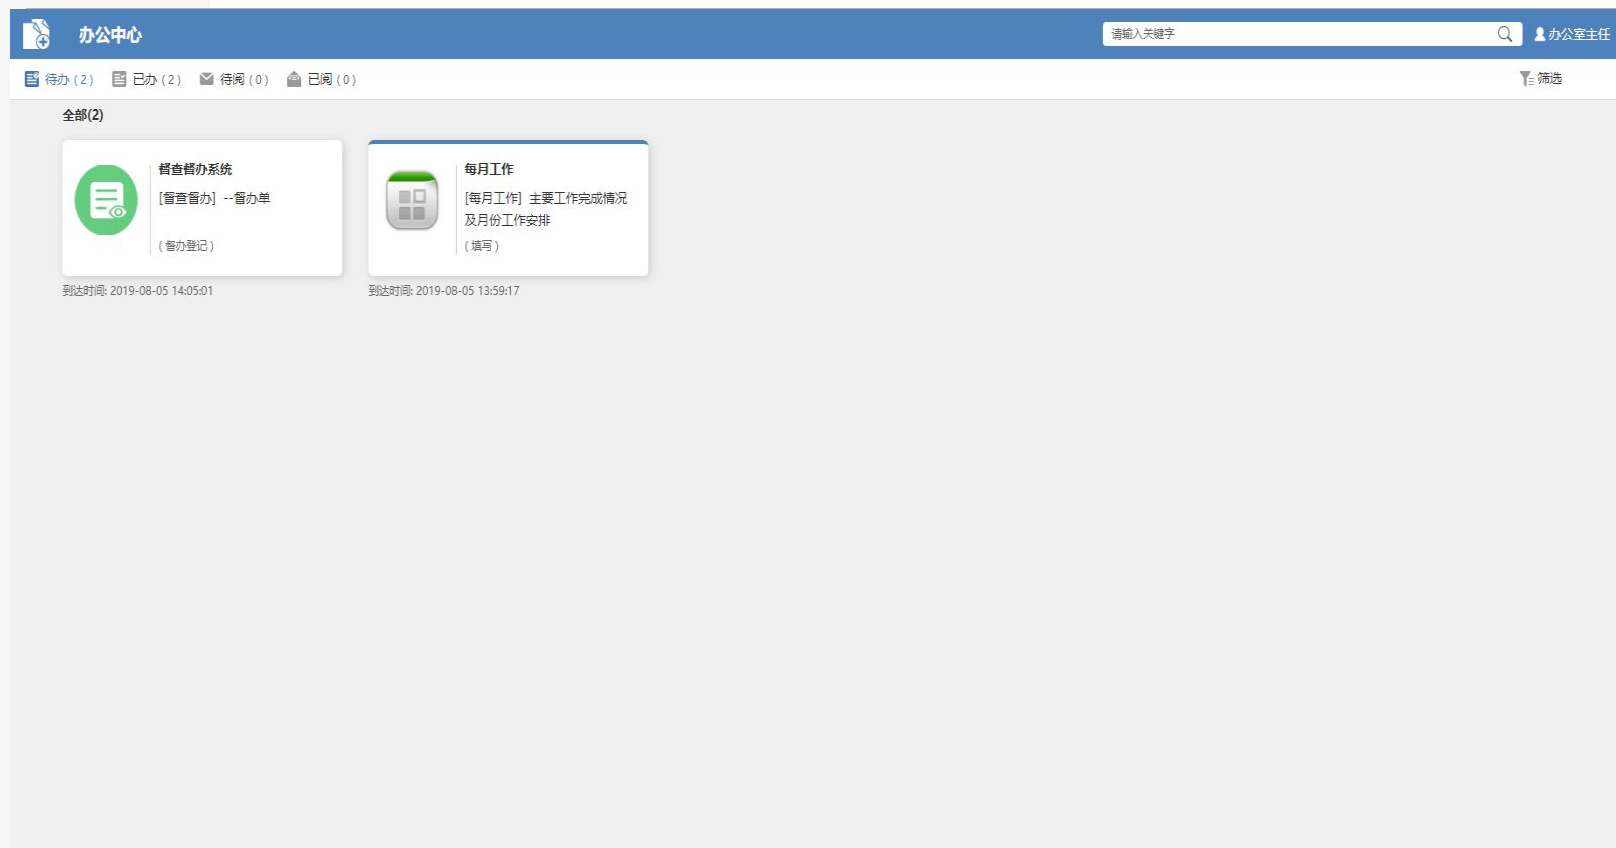 办公中心
请输入关键字
办公室主任
待办 ( 2 ) 已办 ( 2 ) 待阅 ( 0 ) 已阅 ( 0 )
筛选
全部(2)
督查督办系统
[督查督办] --督办单
( 督办登记 )
到达时间: 2019-08-05 14:05:01
每月工作
[每月工作] 主要工作完成情况
及月份工作安排
( 填写 )
到达时间: 2019-08-05 13:59:17